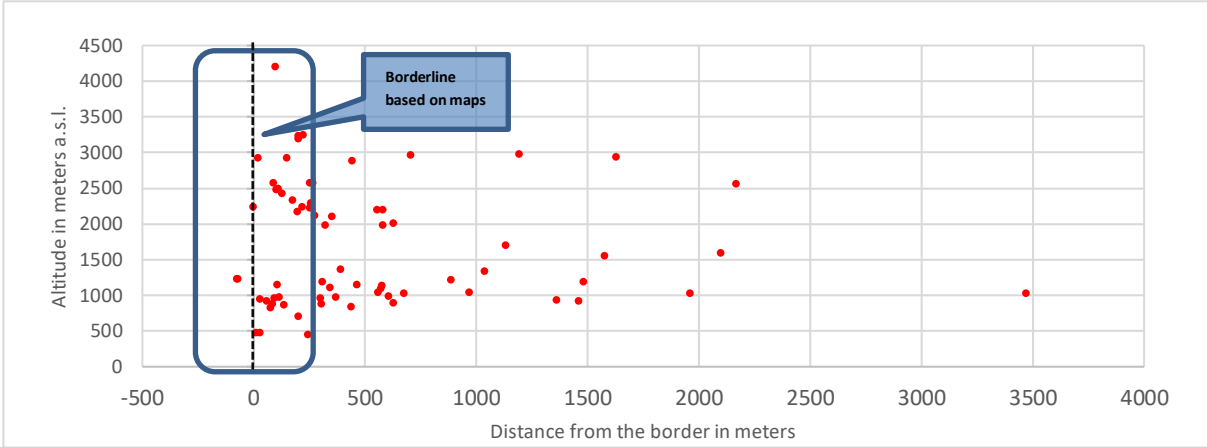 4500
4000
3500
3000
2500
2000
1500
1000
500
0
Altitude in meters a.s.l.
Borderline
based on maps
-500 0 500 1000 1500 2000 2500 3000 3500 4000
Distance from the border in meters